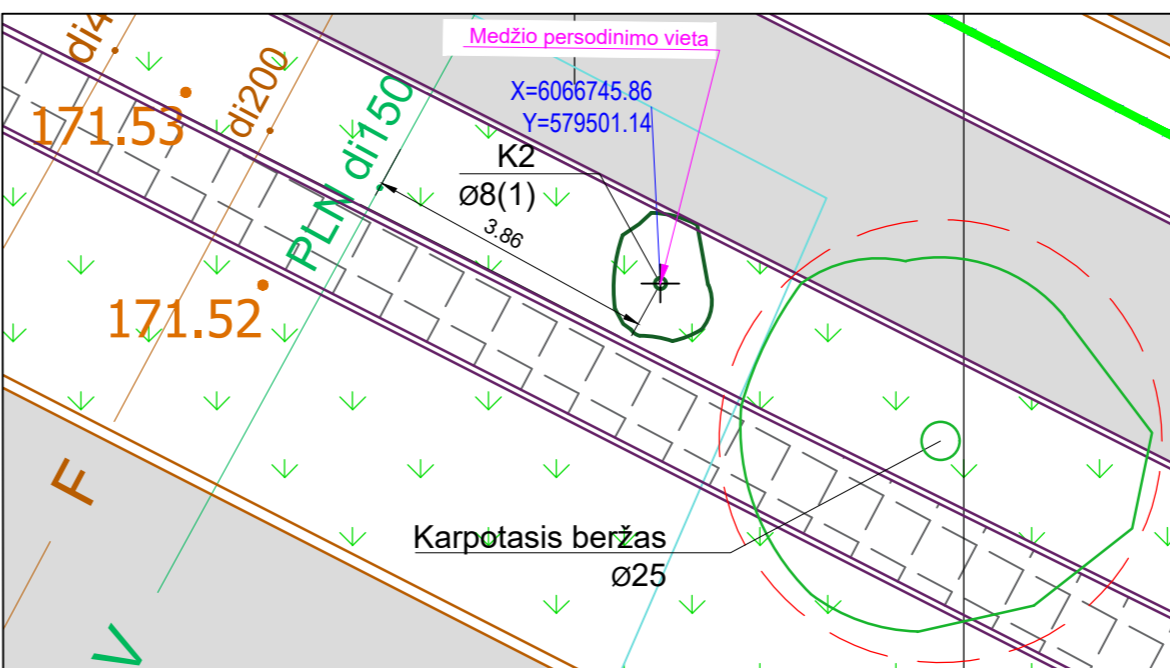 Medžio persodinimo vieta
X=6066745.86
Y=579501.14
K2
Ø8(1)
3.86
di4
di200
PLN di150
171.53
171.52
Karpotasis beržas
Ø25
F
V